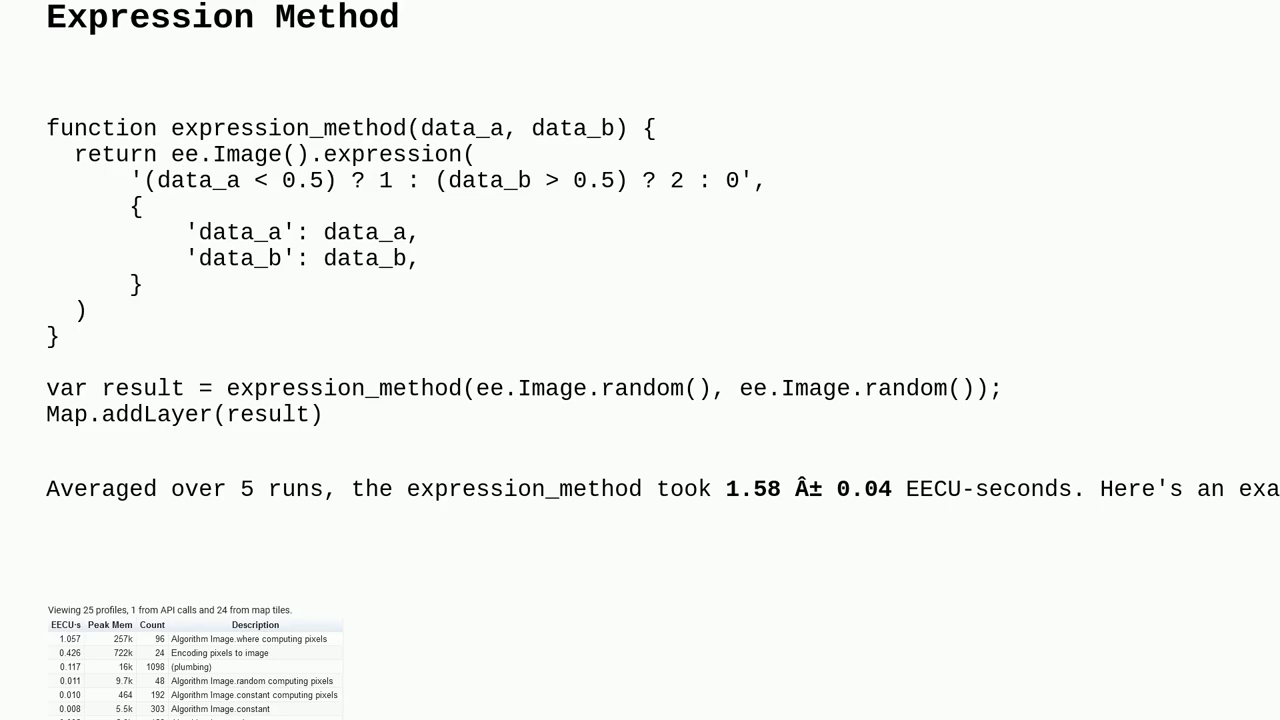 Expression Method
function expression_method(data_a, data_b) {
  return ee.Image().expression(
      '(data_a < 0.5) ? 1 : (data_b > 0.5) ? 2 : 0',
      {
          'data_a': data_a,
          'data_b': data_b,
      }
  )
}
var result = expression_method(ee.Image.random(), ee.Image.random());
Map.addLayer(result)
Averaged over 5 runs, the expression_method took 1.58 Â± 0.04 EECU-seconds. Here's an exa
Viewing 25 profiles, 1 from API calls and 24 from map tiles.
EECU·s Peak Mem Count Description
1.057 257k 96 Algorithm Image.where computing pixels
0.426 722k 24 Encoding pixels to image
0.117 16k 1098 (plumbing)
0.011 9.7k 48 Algorithm Image.random computing pixels
0.010 464 192 Algorithm Image.constant computing pixels
0.008 5.5k 303 Algorithm Image.constant